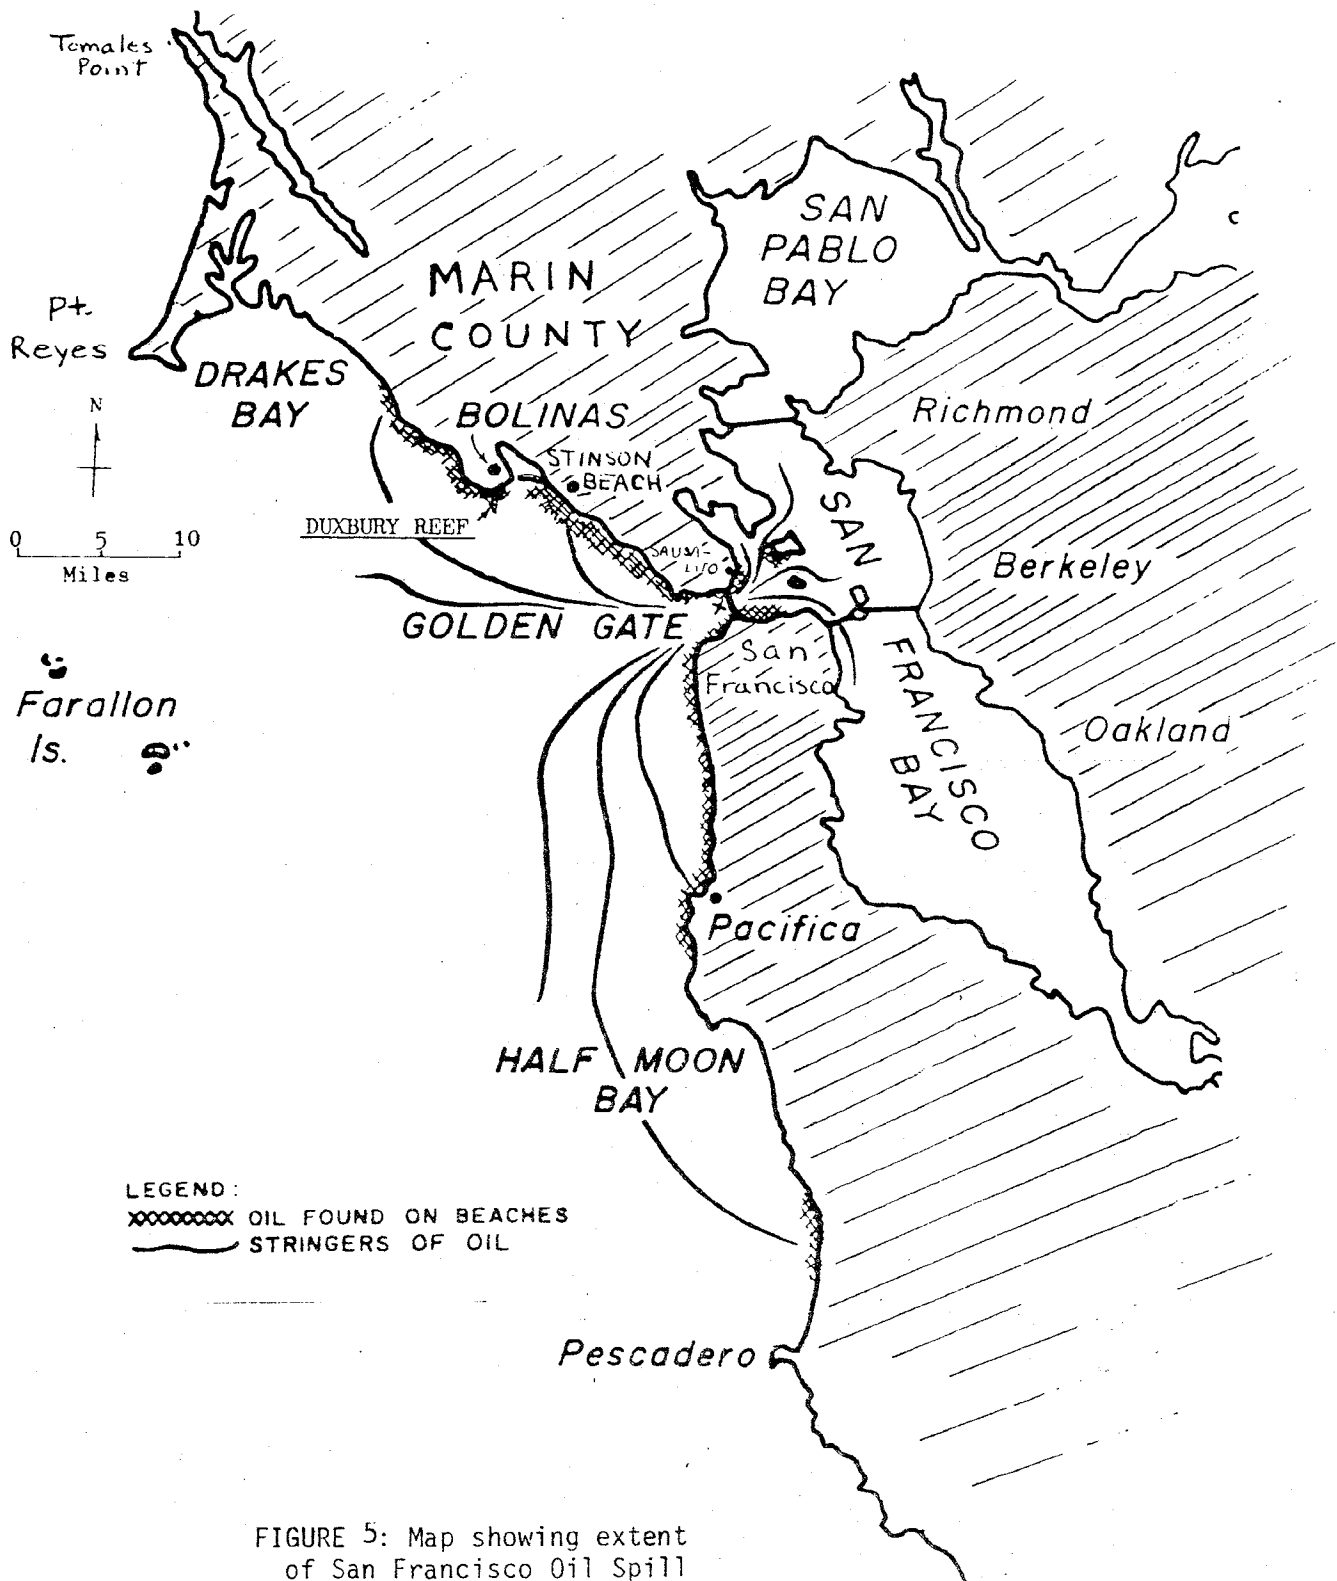 Tomales
Point
SAN
PABLO
BAY
c
MARIN
COUNTY
Pt.
Reyes
DRAKES
BAY
N
BOLINAS
Richmond
STINSON
BEACH
DUXBURY REEF
SAN
0 5 10
Miles
SAUSA-
LITO
Berkeley
GOLDEN GATE
San
Francisco
FRANCISCO
BAY
Farallon
Is.
Oakland
Pacifica
HALF MOON
BAY
LEGEND:
OIL FOUND ON BEACHES
STRINGERS OF OIL
Pescadero
FIGURE 5: Map showing extent
of San Francisco Oil Spill